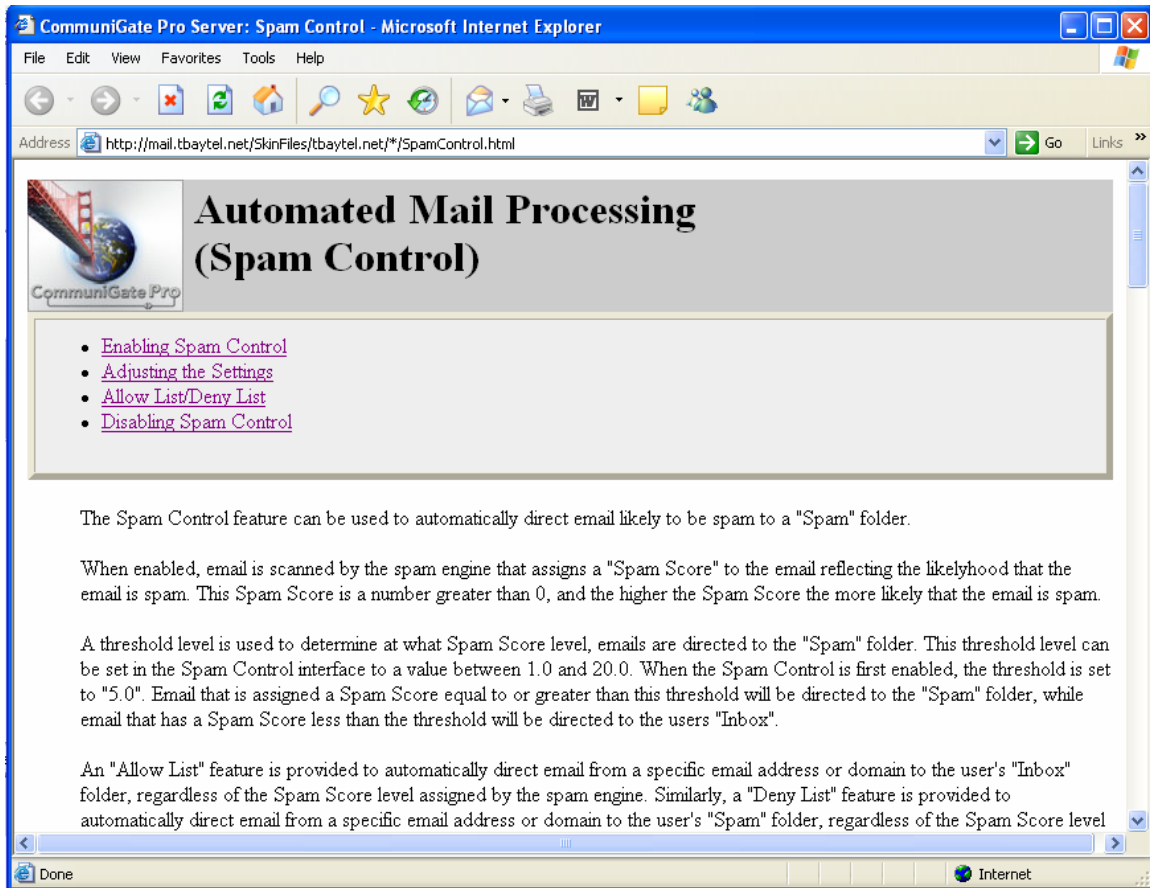 CommuniGate Pro Server: Spam Control - Microsoft Internet Explorer
File Edit View Favorites Tools Help
Address http://mail.tbaytel.net/SkinFiles/tbaytel.net/*/SpamControl.html Go Links »
CommuniGate Pro
Automated Mail Processing
(Spam Control)
• Enabling Spam Control
• Adjusting the Settings
• Allow List/Deny List
• Disabling Spam Control
The Spam Control feature can be used to automatically direct email likely to be spam to a "Spam" folder.
When enabled, email is scanned by the spam engine that assigns a "Spam Score" to the email reflecting the likelyhood that the
email is spam. This Spam Score is a number greater than 0, and the higher the Spam Score the more likely that the email is spam.
A threshold level is used to determine at what Spam Score level, emails are directed to the "Spam" folder. This threshold level can
be set in the Spam Control interface to a value between 1.0 and 20.0. When the Spam Control is first enabled, the threshold is set
to "5.0". Email that is assigned a Spam Score equal to or greater than this threshold will be directed to the "Spam" folder, while
email that has a Spam Score less than the threshold will be directed to the users "Inbox".
An "Allow List" feature is provided to automatically direct email from a specific email address or domain to the user's "Inbox"
folder, regardless of the Spam Score level assigned by the spam engine. Similarly, a "Deny List" feature is provided to
automatically direct email from a specific email address or domain to the user's "Spam" folder, regardless of the Spam Score level
Done Internet